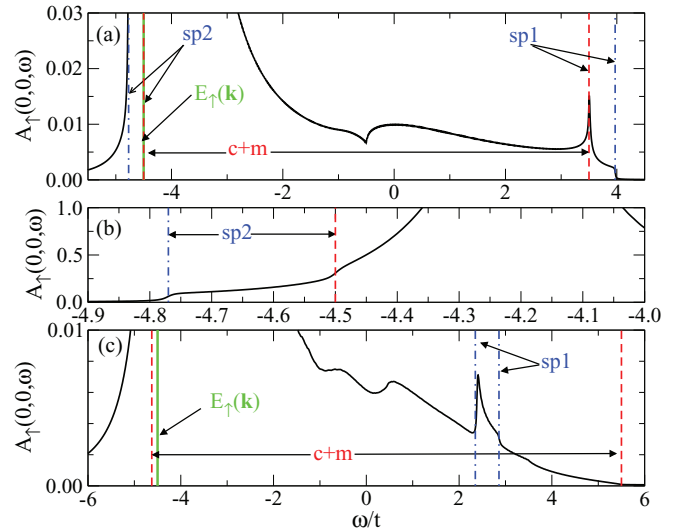 (a)
sp2
sp1
E↑(k)
c+m
0.03
0.02
0.01
0.00
A↑(0,0,ω)
-4 -2 0 2 4
(b)
sp2
1.0
0.5
0.0
A↑(0,0,ω)
-4.9 -4.8 -4.7 -4.6 -4.5 -4.4 -4.3 -4.2 -4.1 -4.0
(c)
sp1
E↑(k)
c+m
0.01
0.00
A↑(0,0,ω)
-6 -4 -2 0 2 4 6
ω/t